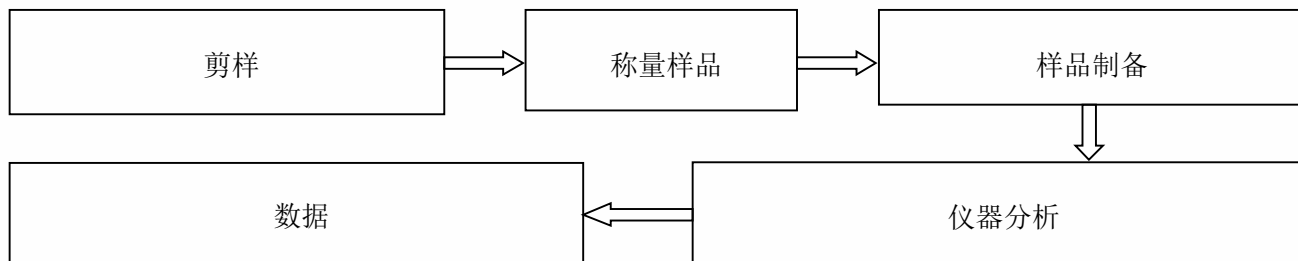 剪样
称量样品
样品制备
仪器分析
数据